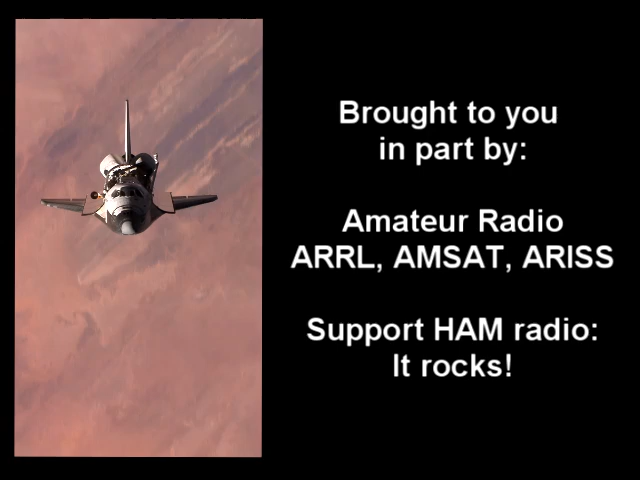 Brought to you
in part by:
Amateur Radio
ARRL, AMSAT, ARISS
Support HAM radio:
It rocks!